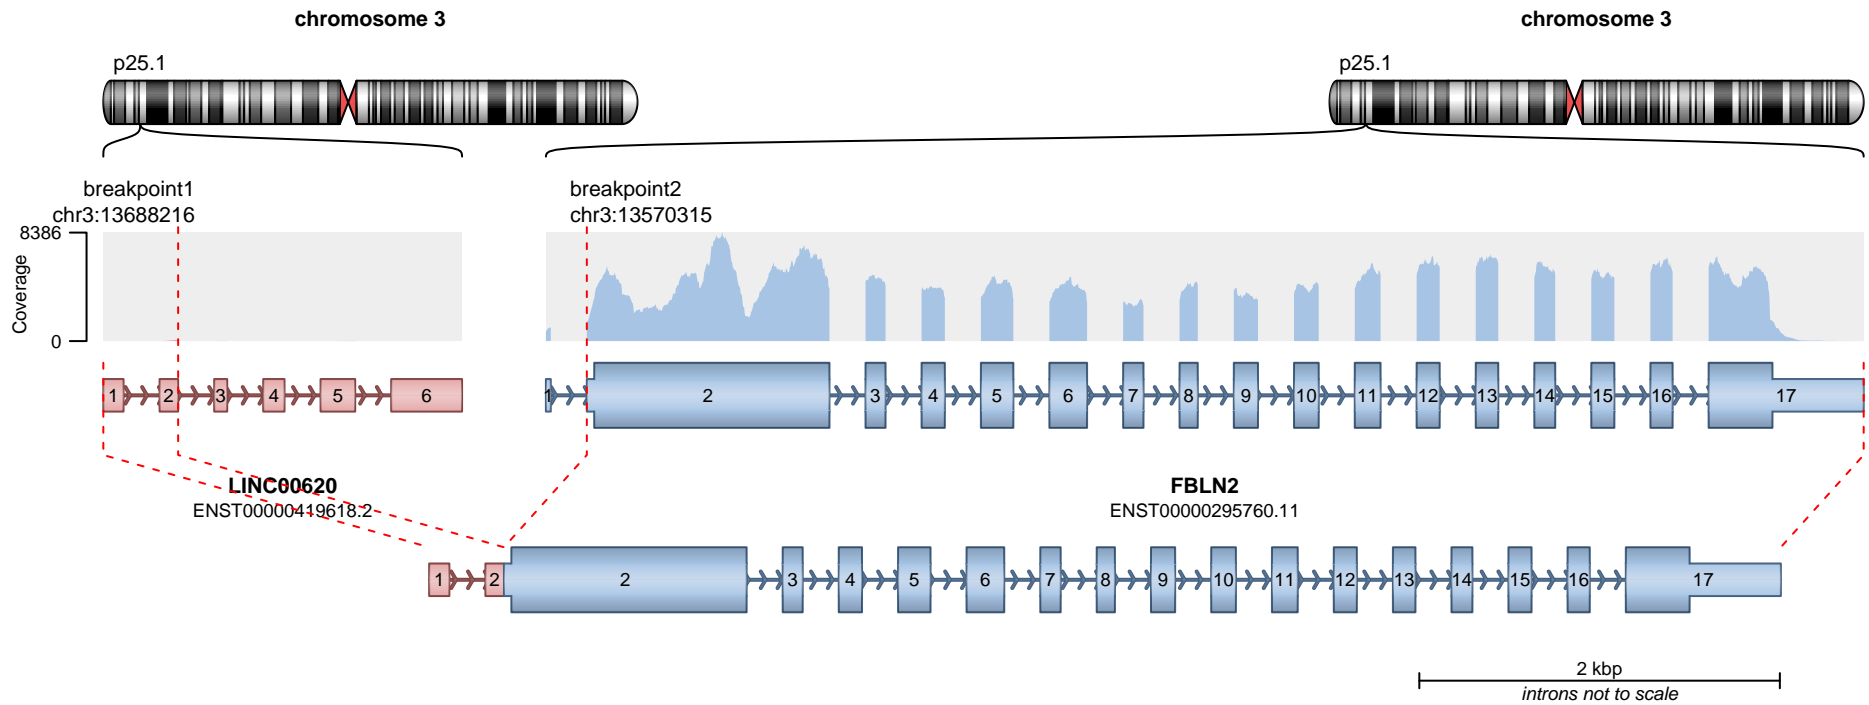 chromosome 3
chromosome 3
p25.1
p25.1
breakpoint1
chr3:13688216
breakpoint2
chr3:13570315
8386
0
Coverage
1 2 3 4 5 6
1 2 3 4 5 6 7 8 9 10 11 12 13 14 15 16 17
LINC00620
ENST00000419618.2
FBLN2
ENST00000295760.11
1 2 2 3 4 5 6 7 8 9 10 11 12 13 14 15 16 17
2 kbp
introns not to scale